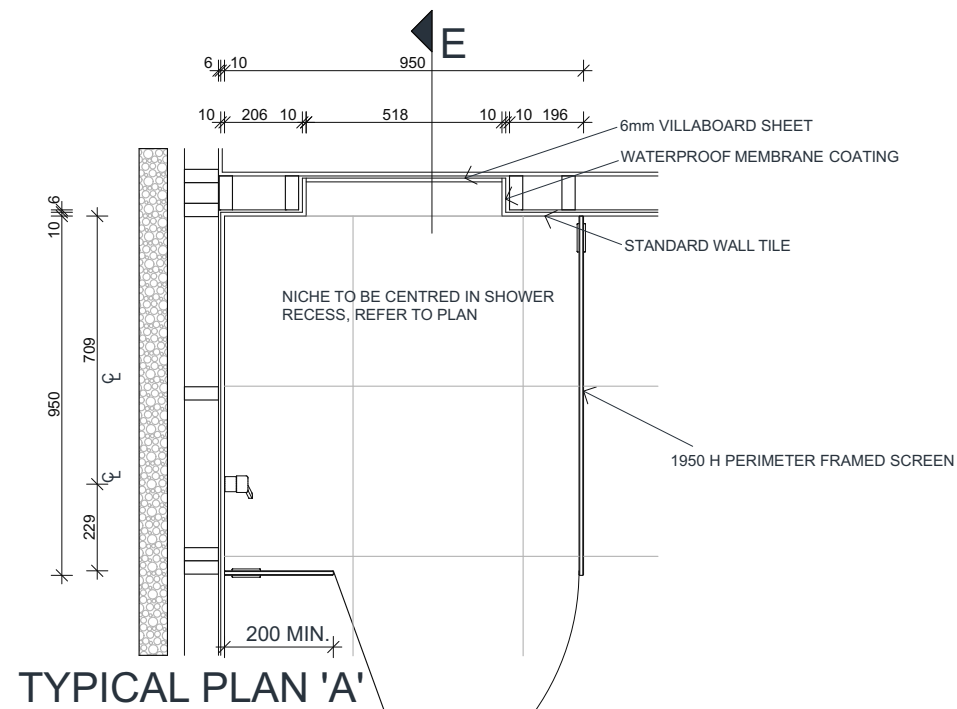 E
6 10 950
10 206 10 518 10 10 196
6mm VILLABOARD SHEET
WATERPROOF MEMBRANE COATING
STANDARD WALL TILE
10 6
NICHE TO BE CENTRED IN SHOWER
RECESS, REFER TO PLAN
709
CL
950
1950 H PERIMETER FRAMED SCREEN
CL
229
200 MIN.
TYPICAL PLAN 'A'